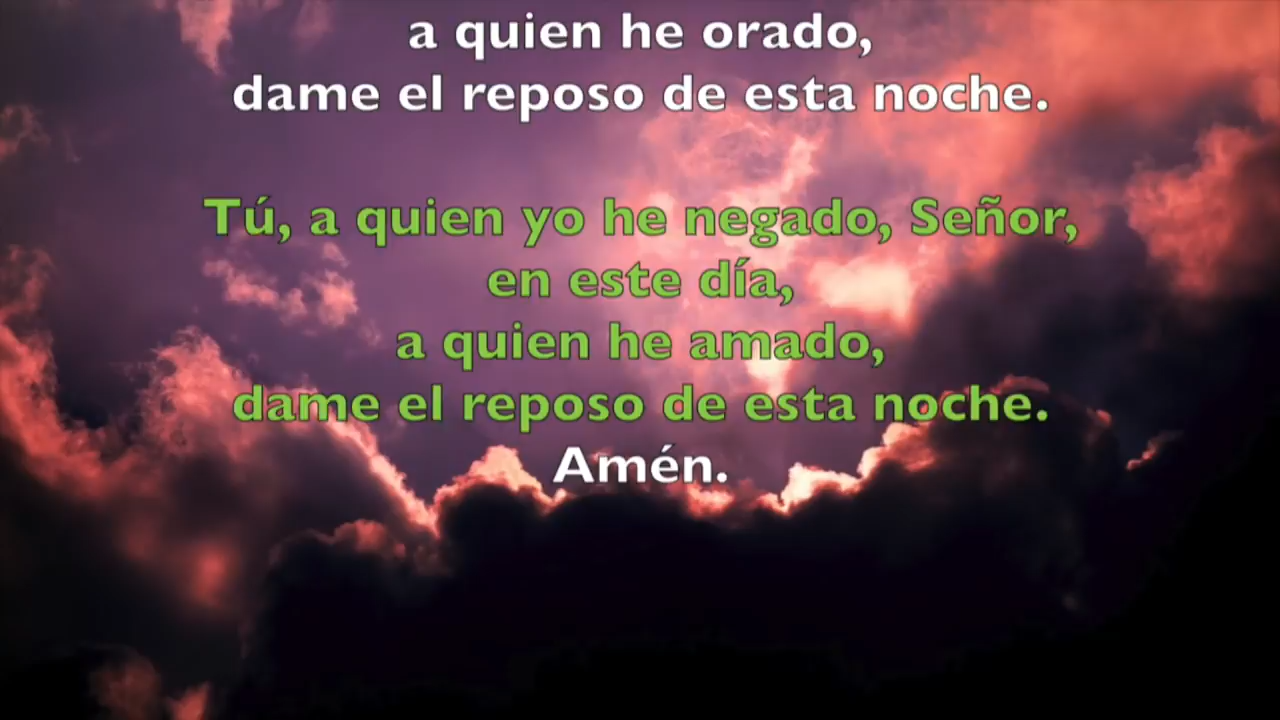 a quien he orado,
dame el reposo de esta noche.
Tú, a quien yo he negado, Señor,
en este día,
a quien he amado,
dame el reposo de esta noche.
Amén.